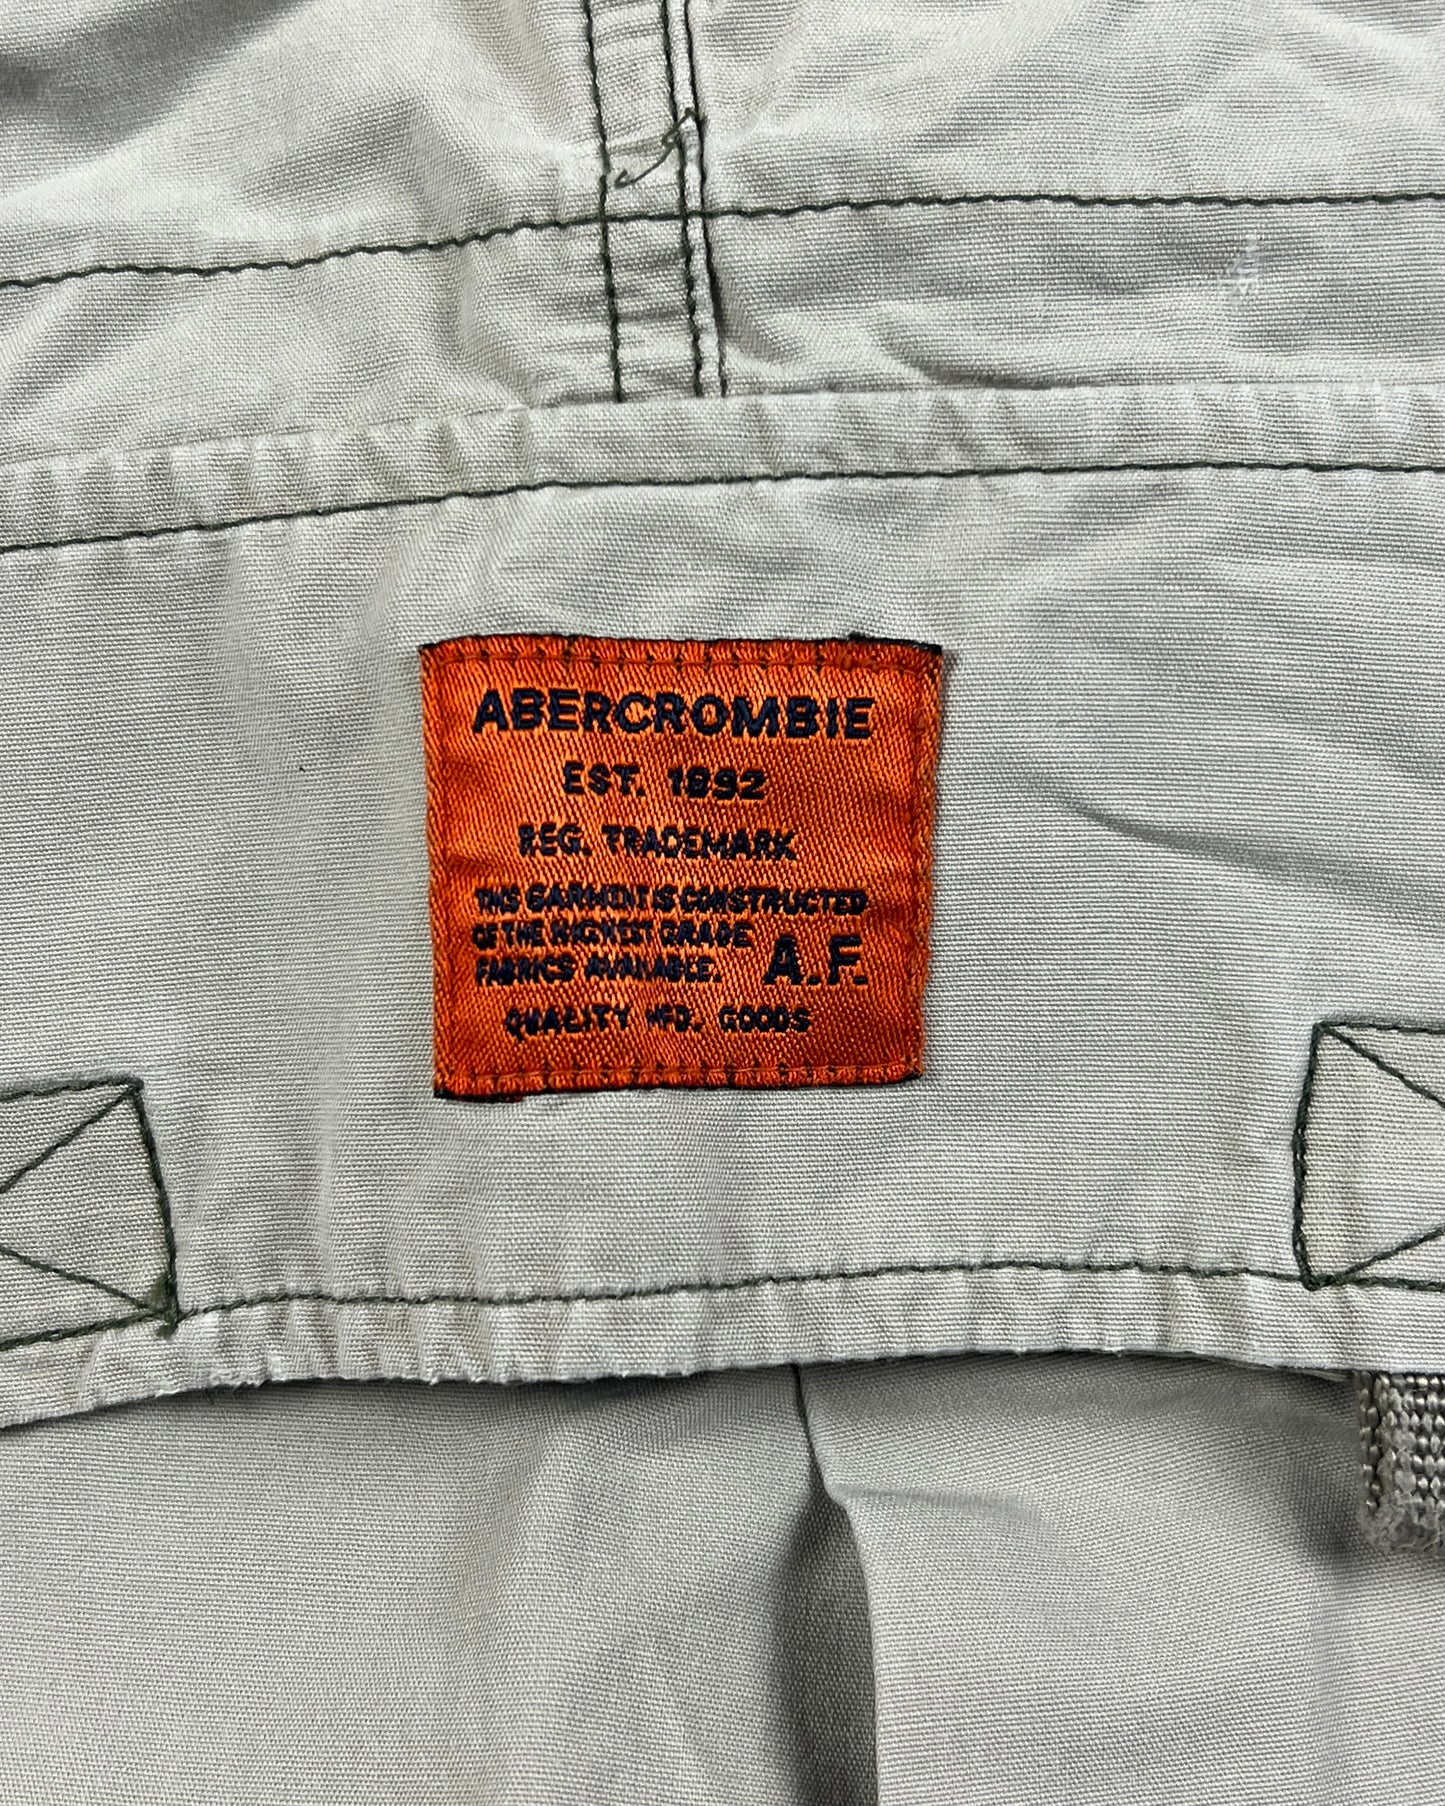 ABERCROMBIE
EST. 1892
REG. TRADEMARK
THIS GARMENT IS CONSTRUCTED
OF THE HIGHEST GRADE
FABRICS AVAILABLE. A.F.
QUALITY MFD. GOODS